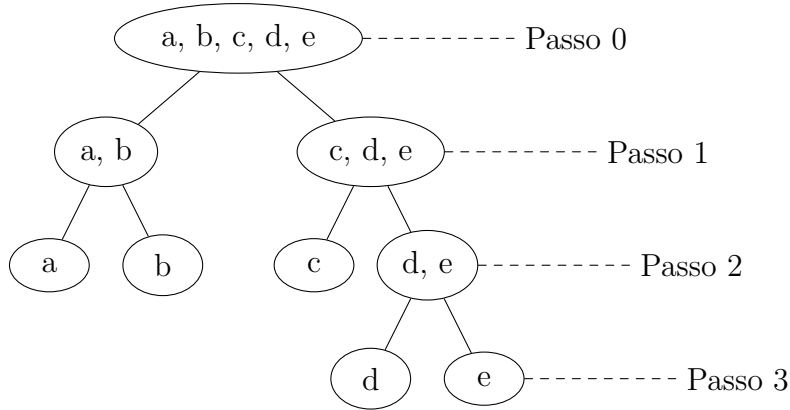 a, b, c, d, e Passo 0
a, b c, d, e Passo 1
a b c d, e Passo 2
d e Passo 3